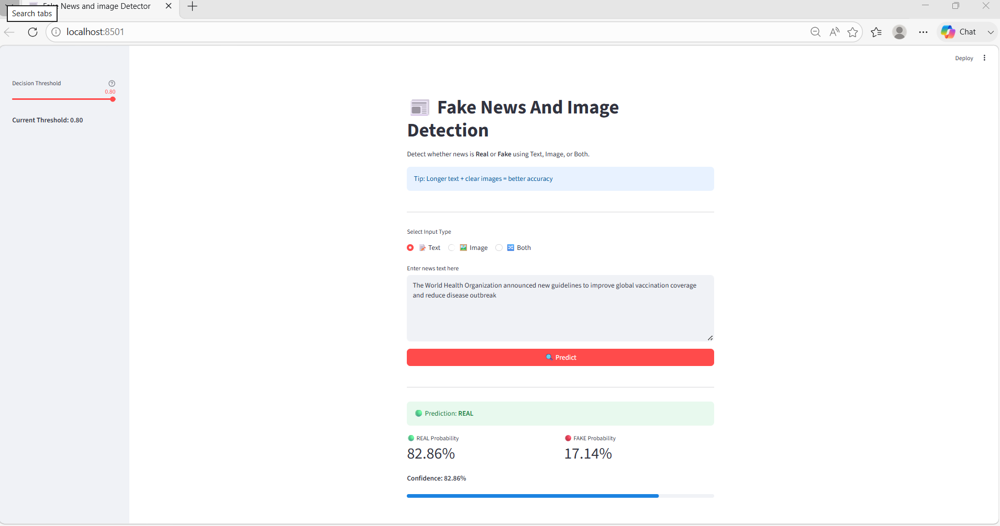 Fake News and image Detector
Search tabs
localhost:8501
Chat
Deploy
Decision Threshold
0.80
Current Threshold: 0.80
Fake News And Image
Detection
Detect whether news is Real or Fake using Text, Image, or Both.
Tip: Longer text + clear images = better accuracy
Select Input Type
Text
Image
Both
Enter news text here
The World Health Organization announced new guidelines to improve global vaccination coverage
and reduce disease outbreak
Predict
Prediction: REAL
REAL Probability
FAKE Probability
82.86%
17.14%
Confidence: 82.86%